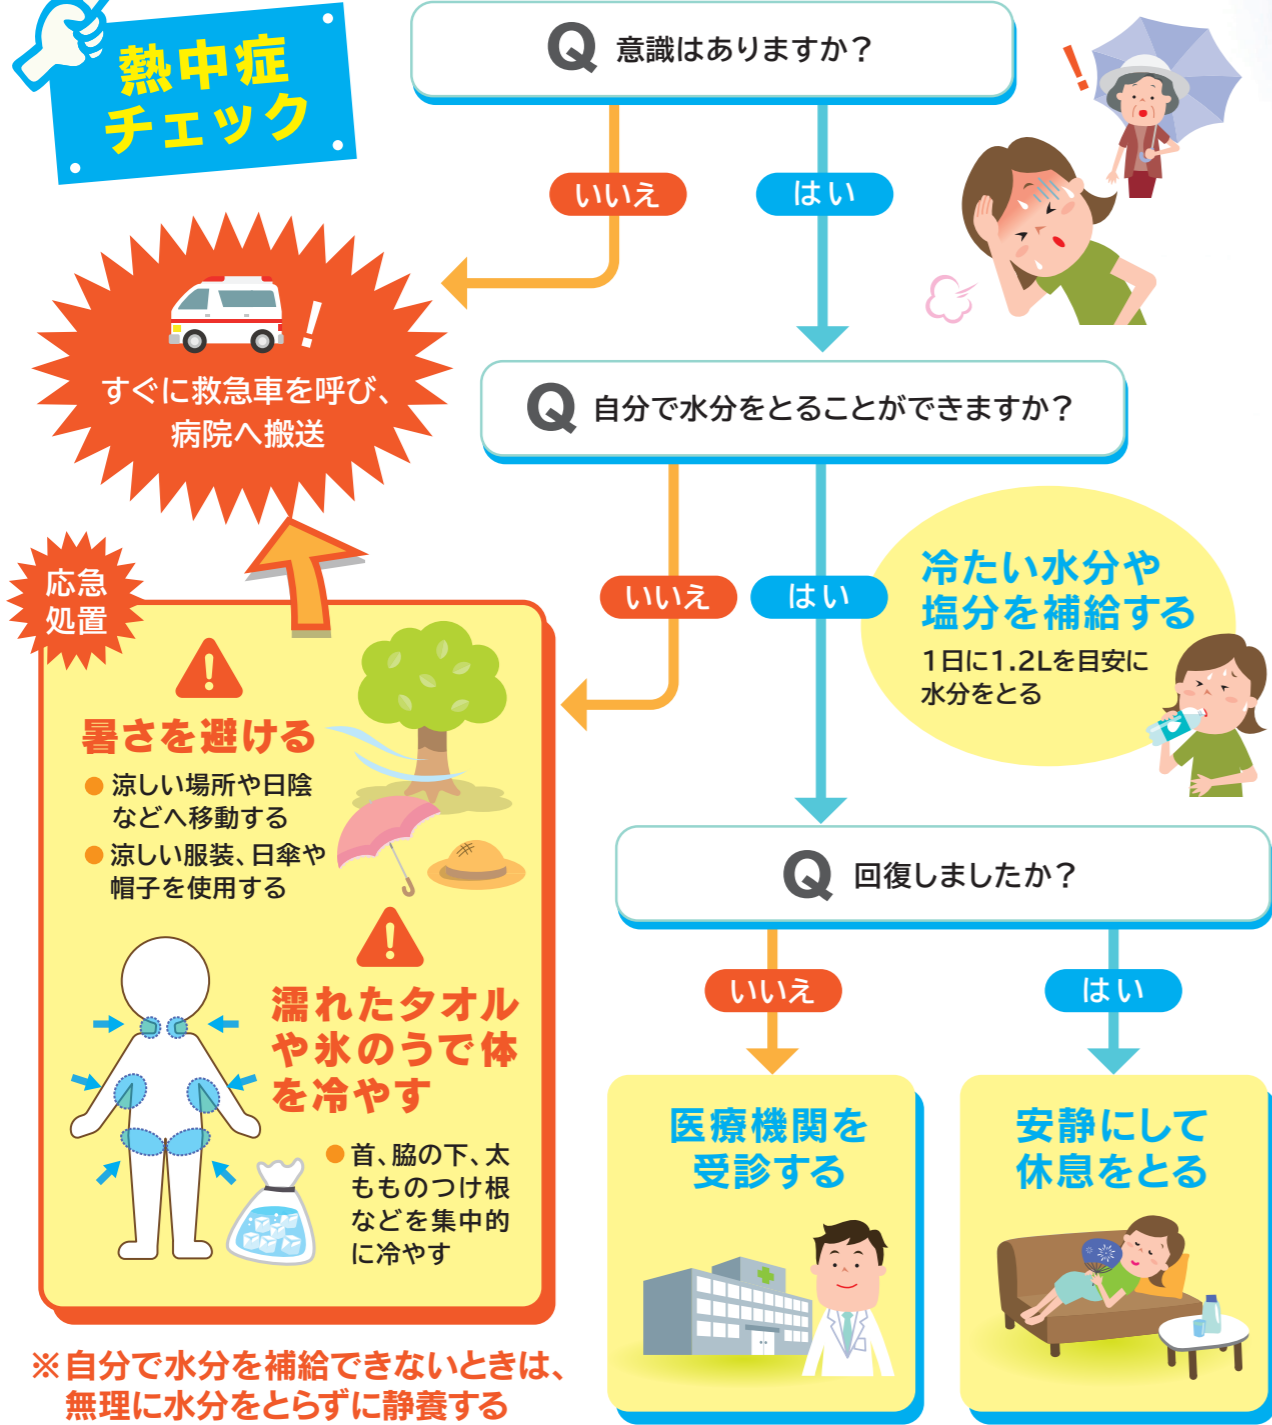 熱中症
チェック
Q 意識はありますか？
いいえ
はい
すぐに救急車を呼び、
病院へ搬送
Q 自分で水分をとることができますか？
いいえ
はい
冷たい水分や
塩分を補給する
1日に1.2Lを目安に
水分をとる
応急
処置
暑さを避ける
● 涼しい場所や日陰
などへ移動する
● 涼しい服装、日傘や
帽子を使用する
濡れたタオル
や氷のうで体
を冷やす
● 首、脇の下、太
もものつけ根
などを集中的
に冷やす
※自分で水分を補給できないときは、
無理に水分をとらずに静養する
Q 回復しましたか？
いいえ
はい
医療機関を
受診する
安静にして
休息をとる